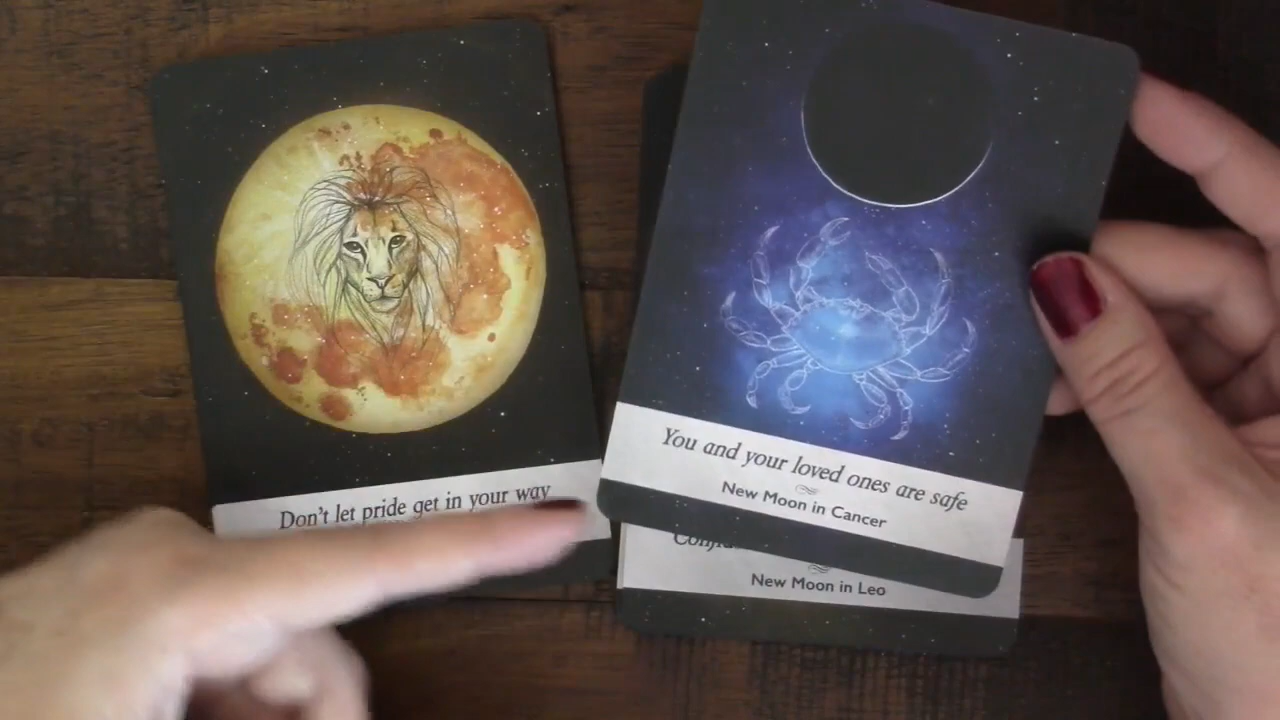 Don't let pride get in your way
You and your loved ones are safe
New Moon in Cancer
New Moon in Leo